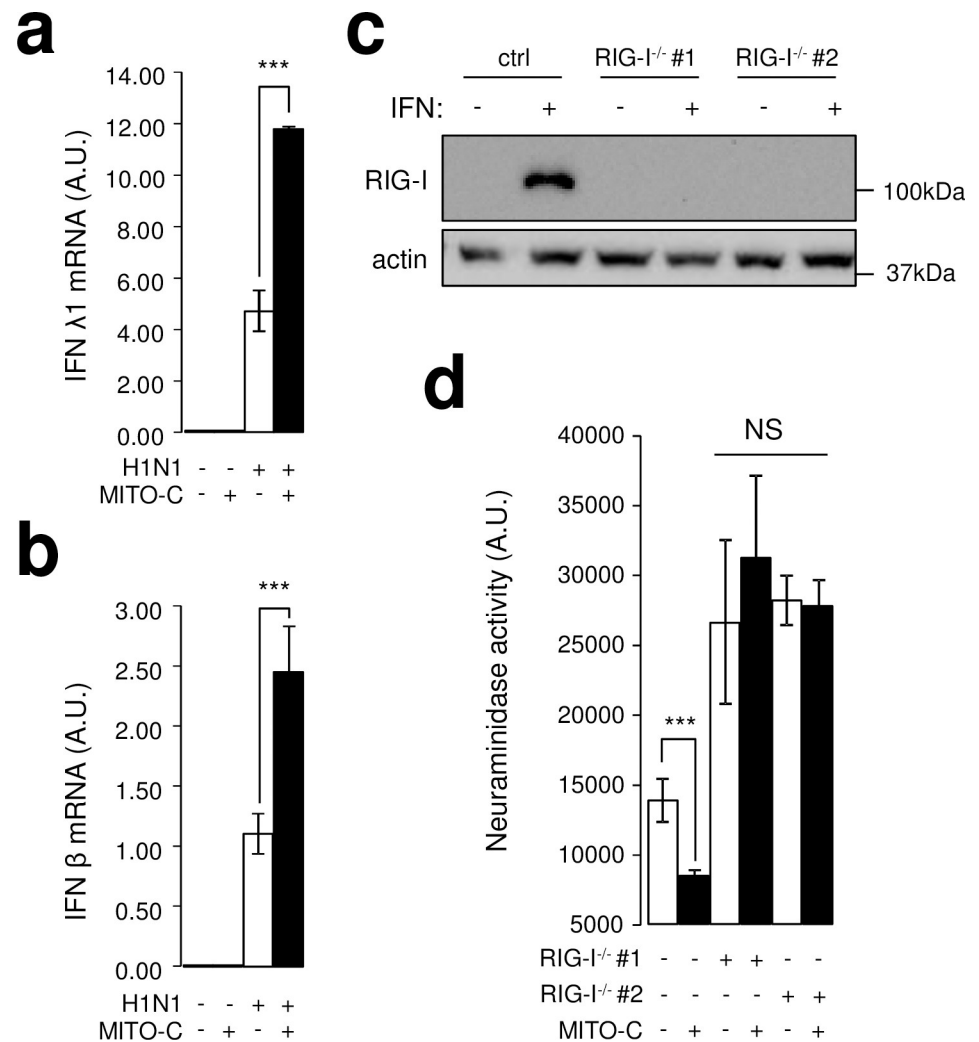 a
IFN λ1 mRNA (A.U.)
14.00
12.00
10.00
8.00
6.00
4.00
2.00
0.00
***
H1N1 - - + +
MITO-C - + - +
b
IFN β mRNA (A.U.)
3.00
2.50
2.00
1.50
1.00
0.50
0.00
***
H1N1 - - + +
MITO-C - + - +
c
ctrl RIG-I-/- #1 RIG-I-/- #2
IFN: - + - + - +
RIG-I
100kDa
actin
37kDa
d
Neuraminidase activity (A.U.)
40000
35000
30000
25000
20000
15000
10000
5000
***
NS
RIG-I-/- #1 - - + + - -
RIG-I-/- #2 - - - - + +
MITO-C - + - + - +